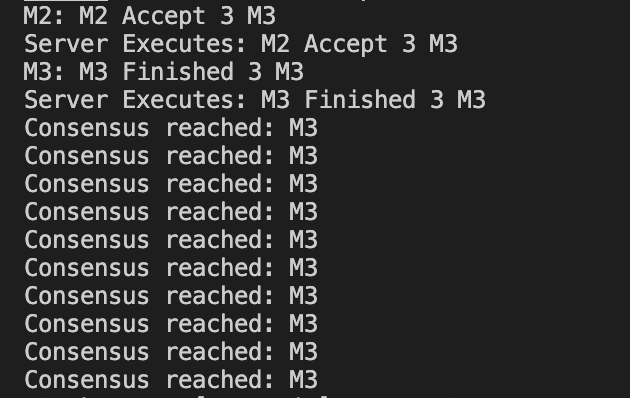 M2: M2 Accept 3 M3
Server Executes: M2 Accept 3 M3
M3: M3 Finished 3 M3
Server Executes: M3 Finished 3 M3
Consensus reached: M3
Consensus reached: M3
Consensus reached: M3
Consensus reached: M3
Consensus reached: M3
Consensus reached: M3
Consensus reached: M3
Consensus reached: M3
Consensus reached: M3
Consensus reached: M3